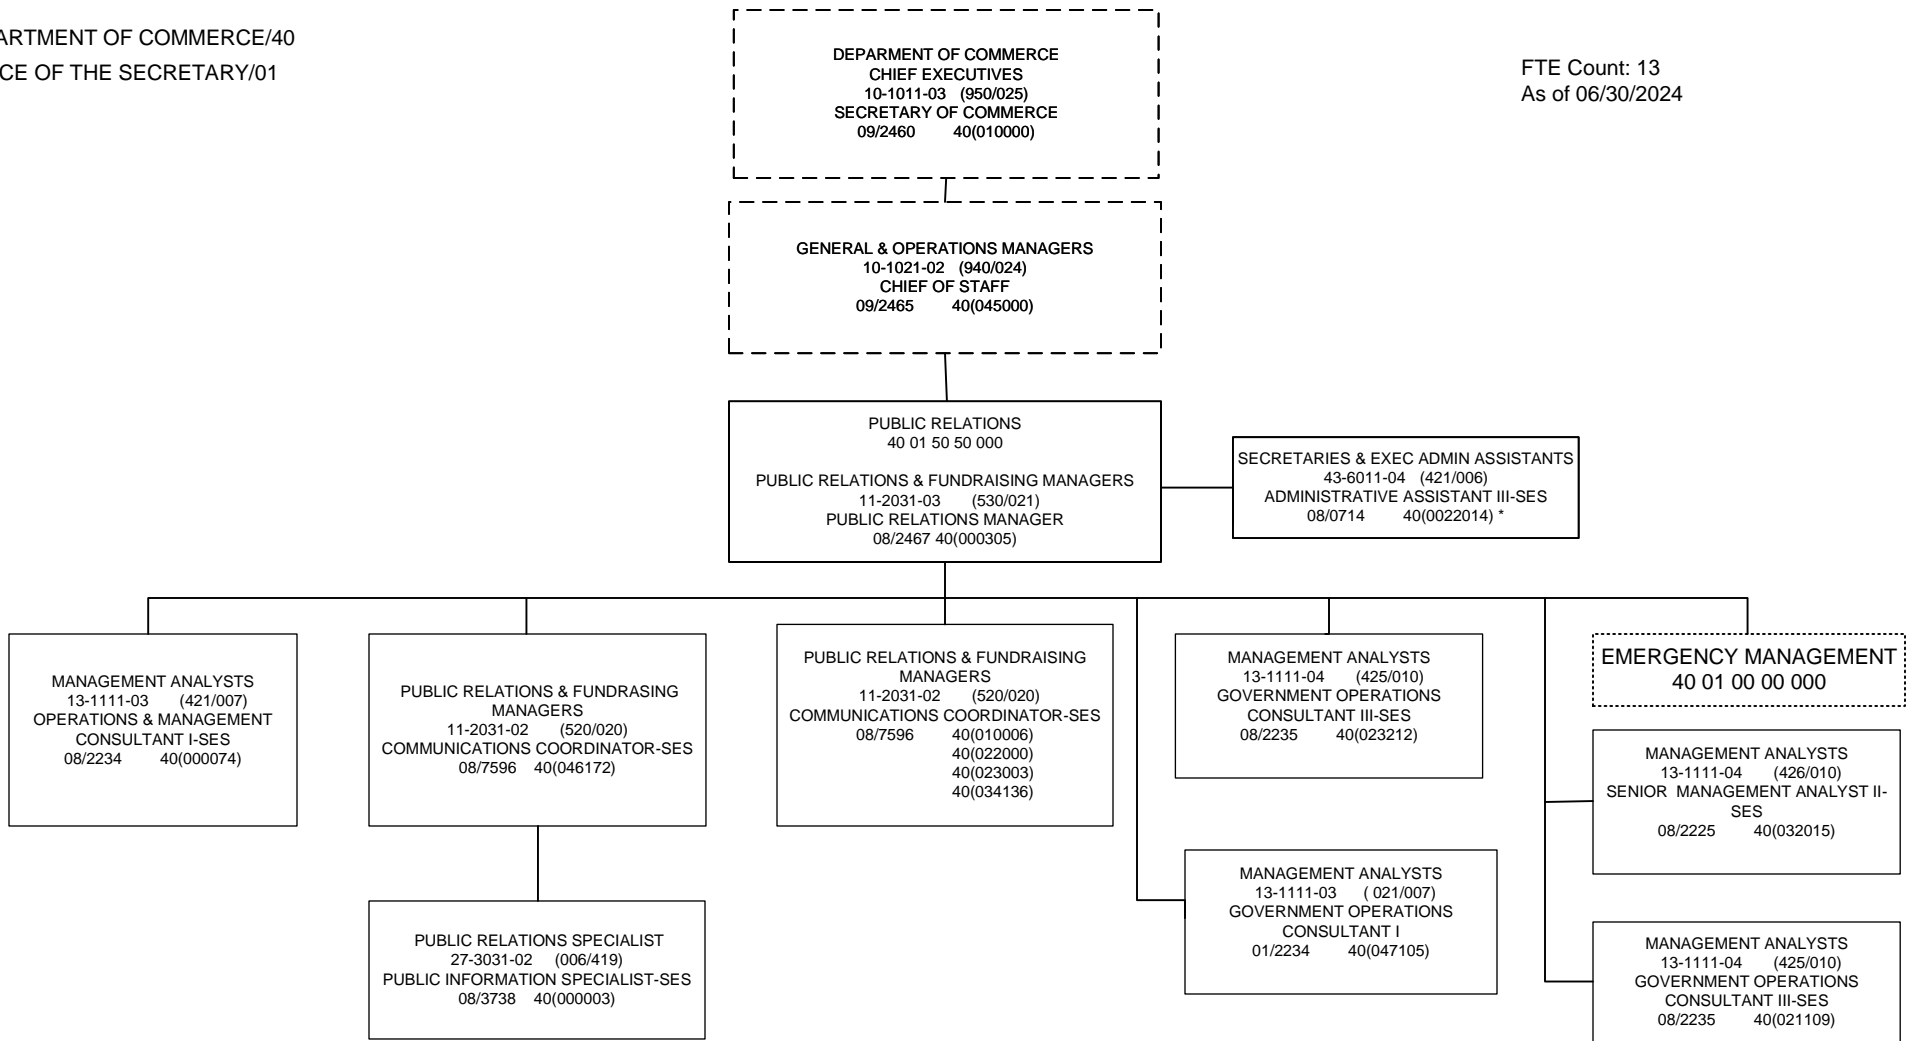 ARTMENT OF COMMERCE/40
CE OF THE SECRETARY/01
DEPARMENT OF COMMERCE
CHIEF EXECUTIVES
10-1011-03 (950/025)
SECRETARY OF COMMERCE
09/2460 40(010000)
FTE Count: 13
As of 06/30/2024
GENERAL & OPERATIONS MANAGERS
10-1021-02 (940/024)
CHIEF OF STAFF
09/2465 40(045000)
PUBLIC RELATIONS
40 01 50 50 000
PUBLIC RELATIONS & FUNDRAISING MANAGERS
11-2031-03 (530/021)
PUBLIC RELATIONS MANAGER
08/2467 40(000305)
SECRETARIES & EXEC ADMIN ASSISTANTS
43-6011-04 (421/006)
ADMINISTRATIVE ASSISTANT III-SES
08/0714 40(0022014) *
MANAGEMENT ANALYSTS
13-1111-03 (421/007)
OPERATIONS & MANAGEMENT
CONSULTANT I-SES
08/2234 40(000074)
PUBLIC RELATIONS & FUNDRASING
MANAGERS
11-2031-02 (520/020)
COMMUNICATIONS COORDINATOR-SES
08/7596 40(046172)
PUBLIC RELATIONS & FUNDRAISING
MANAGERS
11-2031-02 (520/020)
COMMUNICATIONS COORDINATOR-SES
08/7596 40(010006)
40(022000)
40(023003)
40(034136)
MANAGEMENT ANALYSTS
13-1111-04 (425/010)
GOVERNMENT OPERATIONS
CONSULTANT III-SES
08/2235 40(023212)
EMERGENCY MANAGEMENT
40 01 00 00 000
MANAGEMENT ANALYSTS
13-1111-04 (426/010)
SENIOR MANAGEMENT ANALYST II-
SES
08/2225 40(032015)
MANAGEMENT ANALYSTS
13-1111-03 ( 021/007)
GOVERNMENT OPERATIONS
CONSULTANT I
01/2234 40(047105)
PUBLIC RELATIONS SPECIALIST
27-3031-02 (006/419)
PUBLIC INFORMATION SPECIALIST-SES
08/3738 40(000003)
MANAGEMENT ANALYSTS
13-1111-04 (425/010)
GOVERNMENT OPERATIONS
CONSULTANT III-SES
08/2235 40(021109)